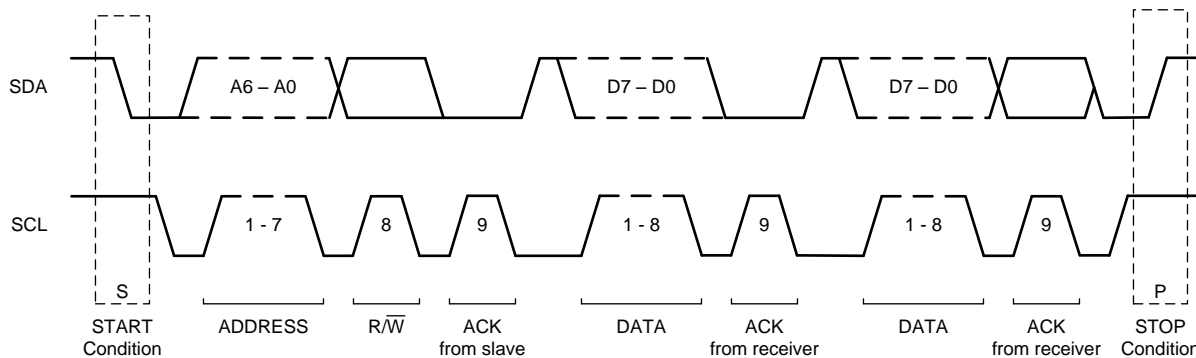 SDA
A6 – A0
D7 – D0
D7 – D0
SCL
1 - 7
8
9
1 - 8
9
1 - 8
9
S
P
START
Condition
ADDRESS
R/W̅
ACK
from slave
DATA
ACK
from receiver
DATA
ACK
from receiver
STOP
Condition